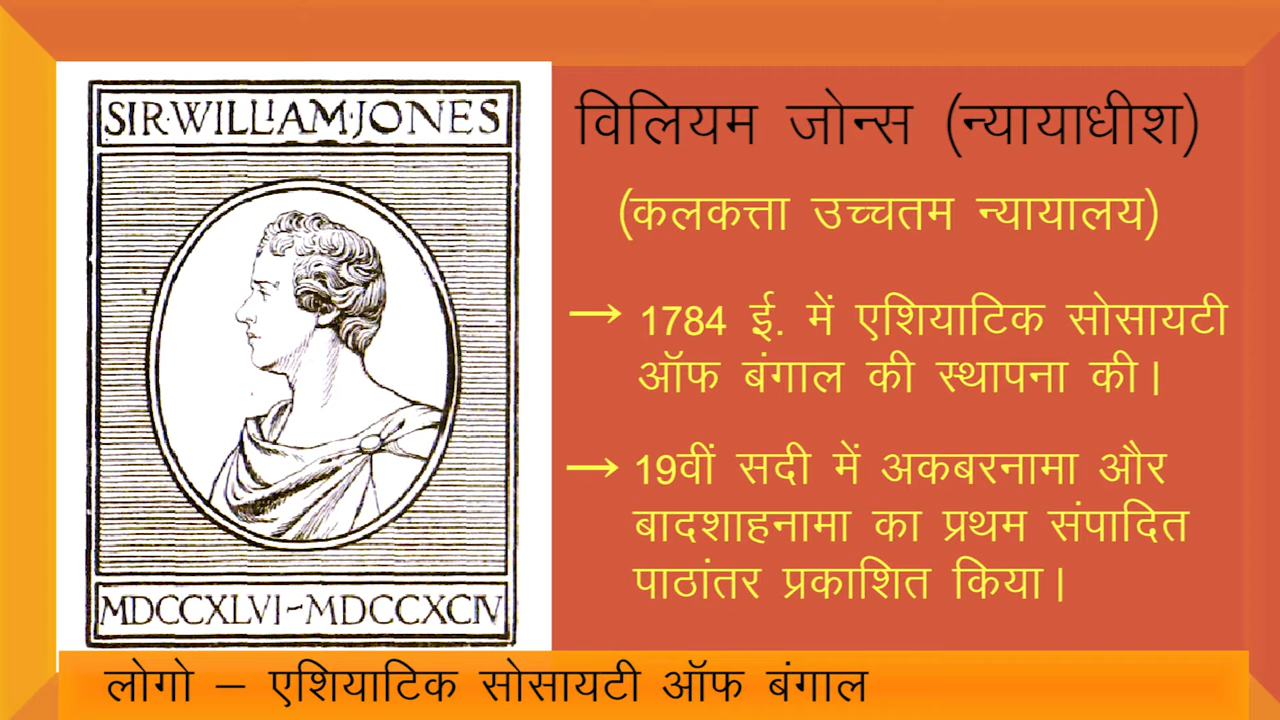 SIR·WILLIAM·JONES
MDCCXLVI-MDCCXCIV
विलियम जोन्स (न्यायाधीश)
(कलकत्ता उच्चतम न्यायालय)
→ 1784 ई. में एशियाटिक सोसायटी
ऑफ बंगाल की स्थापना की।
→ 19वीं सदी में अकबरनामा और
बादशाहनामा का प्रथम संपादित
पाठांतर प्रकाशित किया।
लोगो – एशियाटिक सोसायटी ऑफ बंगाल